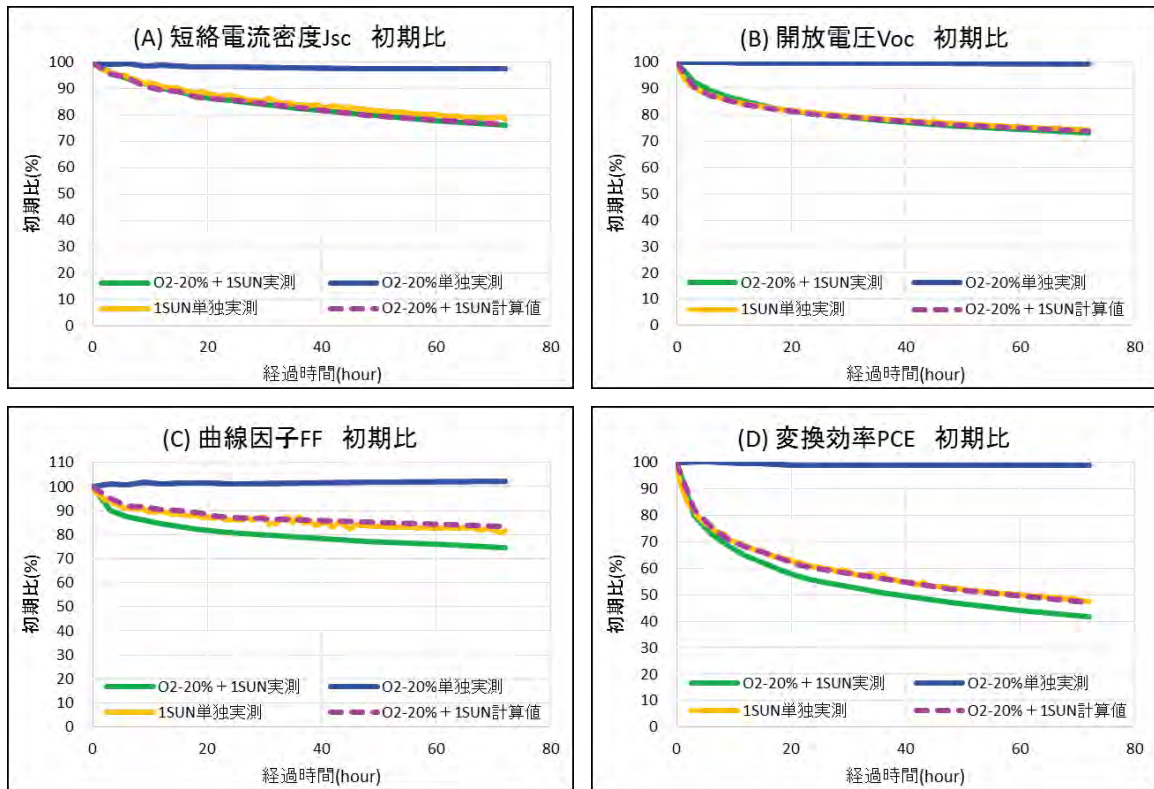 (A) 短絡電流密度Jsc 初期比
100
90
80
70
60
50
40
30
20
10
0
初期比(%)
O2-20%+1SUN実測
O2-20%単独実測
1SUN単独実測
O2-20%+1SUN計算値
0 20 40 60 80
経過時間(hour)
(B) 開放電圧Voc 初期比
100
90
80
70
60
50
40
30
20
10
0
初期比(%)
O2-20%+1SUN実測
O2-20%単独実測
1SUN単独実測
O2-20%+1SUN計算値
0 20 40 60 80
経過時間(hour)
(C) 曲線因子FF 初期比
110
100
90
80
70
60
50
40
30
20
10
0
初期比(%)
O2-20%+1SUN実測
O2-20%単独実測
1SUN単独実測
O2-20%+1SUN計算値
0 20 40 60 80
経過時間(hour)
(D) 変換効率PCE 初期比
100
90
80
70
60
50
40
30
20
10
0
初期比(%)
O2-20%+1SUN実測
O2-20%単独実測
1SUN単独実測
O2-20%+1SUN計算値
0 20 40 60 80
経過時間(hour)